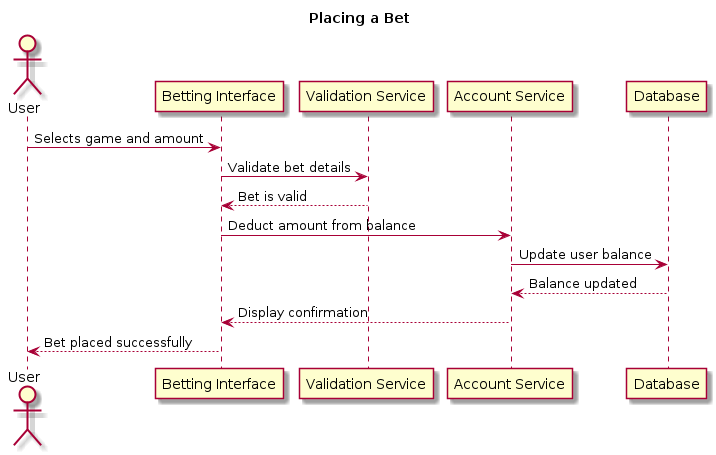 Placing a Bet
User
Betting Interface
Validation Service
Account Service
Database
Selects game and amount
Validate bet details
Bet is valid
Deduct amount from balance
Update user balance
Balance updated
Display confirmation
Bet placed successfully
User
Betting Interface
Validation Service
Account Service
Database